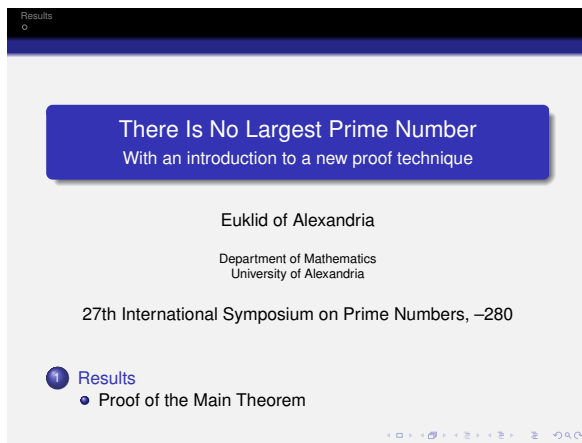 Results
There Is No Largest Prime Number
With an introduction to a new proof technique
Euklid of Alexandria
Department of Mathematics
University of Alexandria
27th International Symposium on Prime Numbers, –280
1 Results
Proof of the Main Theorem